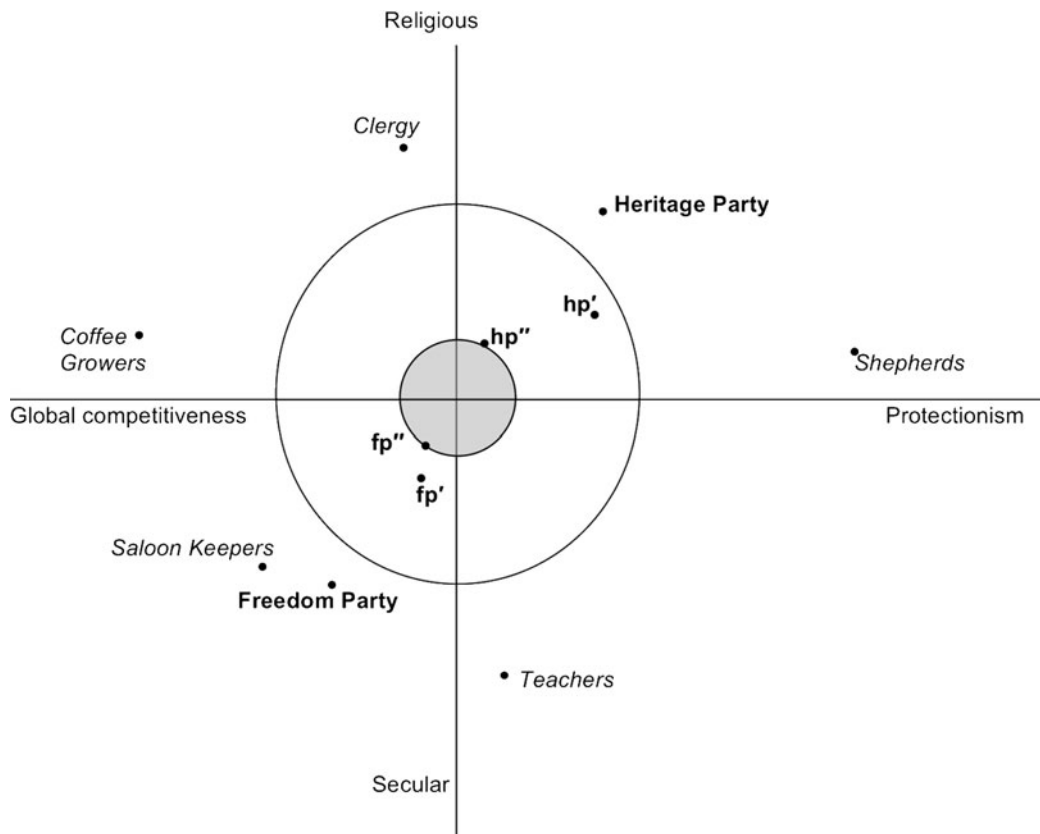 Religious
Clergy
Heritage Party
hp′
hp″
Coffee
Growers
Shepherds
Global competitiveness
Protectionism
fp″
fp′
Saloon Keepers
Freedom Party
Teachers
Secular